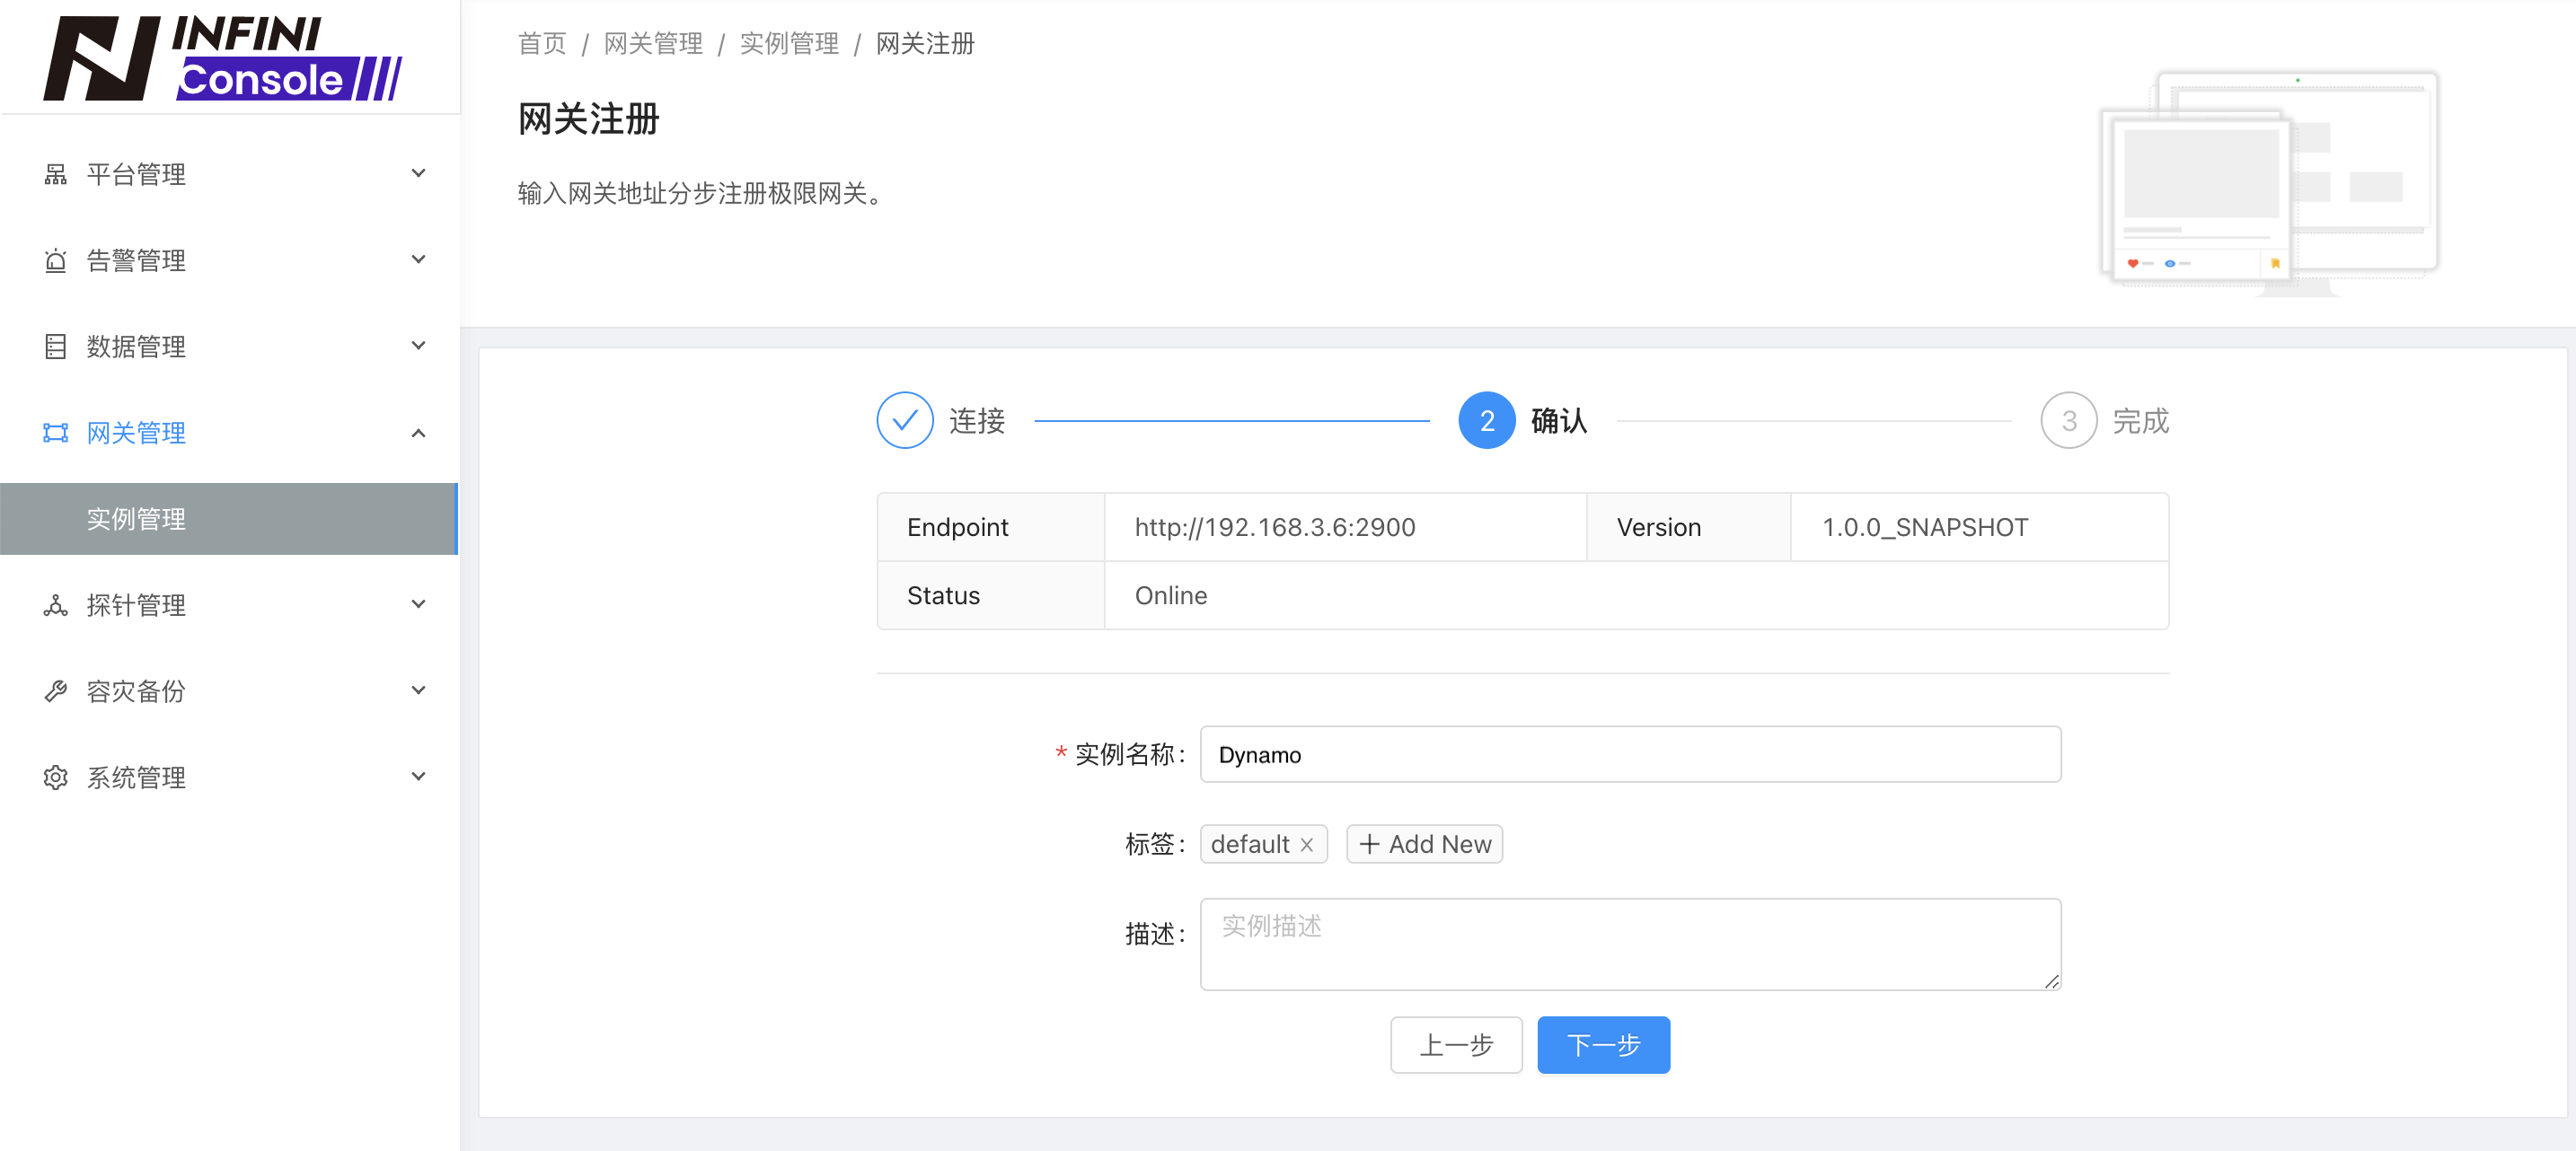 INFINI
Console
平台管理
告警管理
数据管理
网关管理
实例管理
探针管理
容灾备份
系统管理
首页 / 网关管理 / 实例管理 / 网关注册
网关注册
输入网关地址分步注册极限网关。
连接 2 确认 3 完成
Endpoint http://192.168.3.6:2900 Version 1.0.0_SNAPSHOT
Status Online
* 实例名称: Dynamo
标签: default × + Add New
描述: 实例描述
上一步 下一步